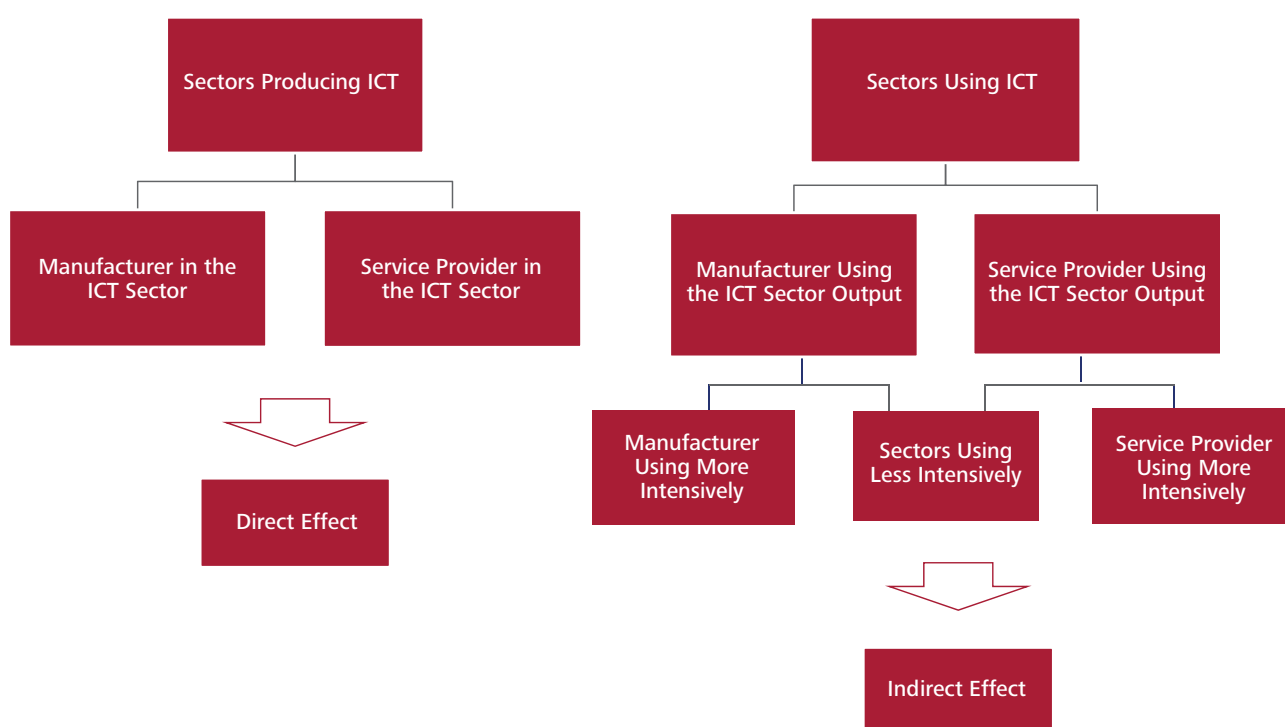 Sectors Producing ICT
Manufacturer in the
ICT Sector
Service Provider in
the ICT Sector
Direct Effect
Sectors Using ICT
Manufacturer Using
the ICT Sector Output
Service Provider Using
the ICT Sector Output
Manufacturer
Using More
Intensively
Sectors Using
Less Intensively
Service Provider
Using More
Intensively
Indirect Effect